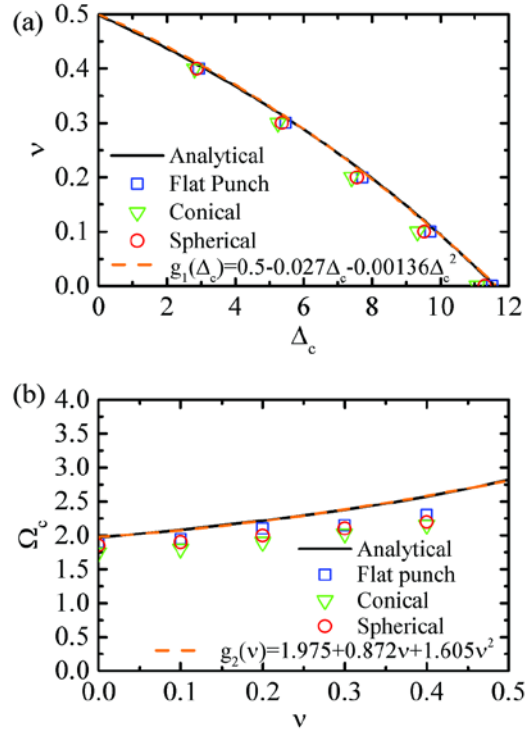 (a)
0.5
0.4
0.3
0.2
0.1
0.0
ν
Analytical
Flat Punch
Conical
Spherical
g₁(Δc)=0.5-0.027Δc-0.00136Δc²
0 2 4 6 8 10 12
Δc
(b)
4.0
3.5
3.0
2.5
2.0
1.5
1.0
0.5
0.0
Ωc
Analytical
Flat punch
Conical
Spherical
g₂(ν)=1.975+0.872ν+1.605ν²
0.0 0.1 0.2 0.3 0.4 0.5
ν